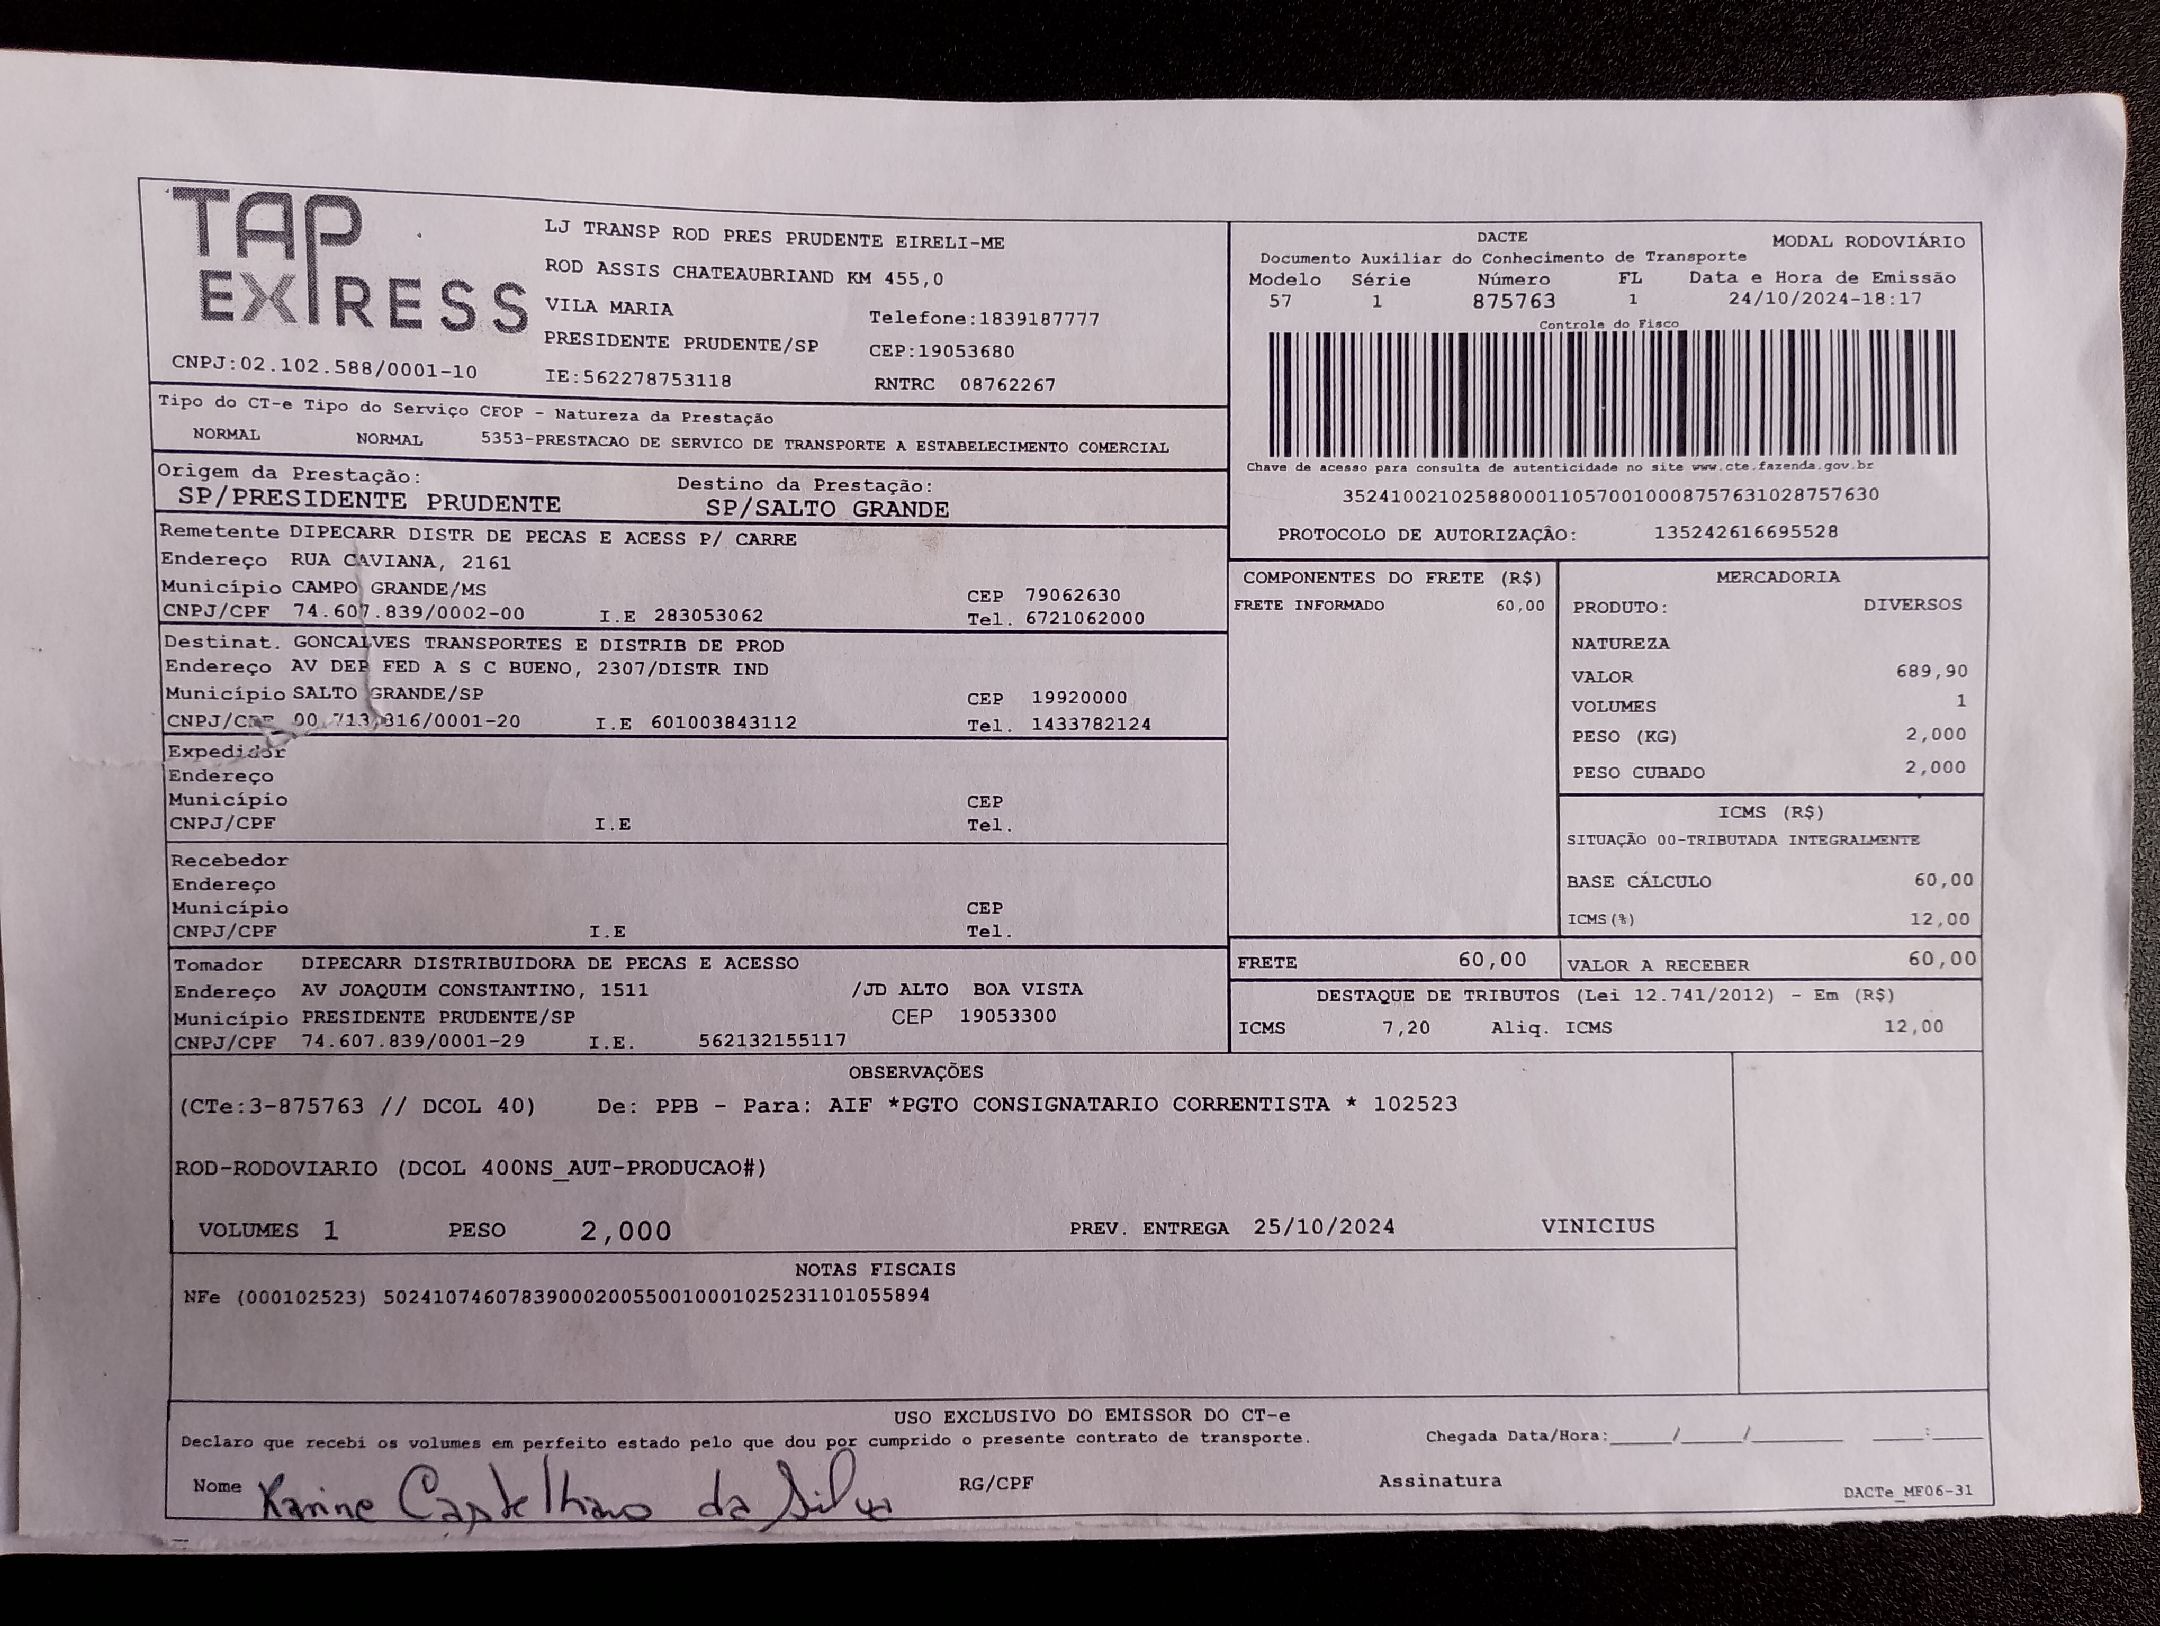 TAP EXPRESS
CNPJ:02.102.588/0001-10
LJ TRANSP ROD PRES PRUDENTE EIRELI-ME
ROD ASSIS CHATEAUBRIAND KM 455,0
VILA MARIA
Telefone:1839187777
PRESIDENTE PRUDENTE/SP
CEP:19053680
IE:562278753118
RNTRC 08762267
DACTE
MODAL RODOVIÁRIO
Documento Auxiliar do Conhecimento de Transporte
Modelo Série Número FL Data e Hora de Emissão
57 1 875763 1 24/10/2024-18:17
Controle do Fisco
Chave de acesso para consulta de autenticidade no site www.cte.fazenda.gov.br
35241002102588000110570010008757631028757630
PROTOCOLO DE AUTORIZAÇÃO: 135242616695528
Tipo do CT-e Tipo do Serviço CFOP - Natureza da Prestação
NORMAL NORMAL 5353-PRESTACAO DE SERVICO DE TRANSPORTE A ESTABELECIMENTO COMERCIAL
Origem da Prestação: Destino da Prestação:
SP/PRESIDENTE PRUDENTE SP/SALTO GRANDE
Remetente DIPECARR DISTR DE PECAS E ACESS P/ CARRE
Endereço RUA CAVIANA, 2161
Município CAMPO GRANDE/MS CEP 79062630
CNPJ/CPF 74.607.839/0002-00 I.E 283053062 Tel. 6721062000
Destinat. GONCALVES TRANSPORTES E DISTRIB DE PROD
Endereço AV DEP FED A S C BUENO, 2307/DISTR IND
Município SALTO GRANDE/SP CEP 19920000
CNPJ/CPF 00.713.816/0001-20 I.E 601003843112 Tel. 1433782124
Expedidor
Endereço
Município CEP
CNPJ/CPF I.E Tel.
Recebedor
Endereço
Município CEP
CNPJ/CPF I.E Tel.
Tomador DIPECARR DISTRIBUIDORA DE PECAS E ACESSO
Endereço AV JOAQUIM CONSTANTINO, 1511 /JD ALTO BOA VISTA
Município PRESIDENTE PRUDENTE/SP CEP 19053300
CNPJ/CPF 74.607.839/0001-29 I.E. 562132155117
COMPONENTES DO FRETE (R$)
FRETE INFORMADO 60,00
MERCADORIA
PRODUTO: DIVERSOS
NATUREZA
VALOR 689,90
VOLUMES 1
PESO (KG) 2,000
PESO CUBADO 2,000
ICMS (R$)
SITUAÇÃO 00-TRIBUTADA INTEGRALMENTE
BASE CÁLCULO 60,00
ICMS(%) 12,00
FRETE 60,00 VALOR A RECEBER 60,00
DESTAQUE DE TRIBUTOS (Lei 12.741/2012) - Em (R$)
ICMS 7,20 Aliq. ICMS 12,00
OBSERVAÇÕES
(CTe:3-875763 // DCOL 40) De: PPB - Para: AIF *PGTO CONSIGNATARIO CORRENTISTA * 102523
ROD-RODOVIARIO (DCOL 400NS_AUT-PRODUCAO#)
VOLUMES 1 PESO 2,000 PREV. ENTREGA 25/10/2024 VINICIUS
NOTAS FISCAIS
NFe (000102523) 50241074607839000200550010001025231101055894
USO EXCLUSIVO DO EMISSOR DO CT-e
Declaro que recebi os volumes em perfeito estado pelo que dou por cumprido o presente contrato de transporte. Chegada Data/Hora:_____/_____/________ ____:____
Nome Karine Castelhano da Silva RG/CPF Assinatura
DACTe_MF06-31